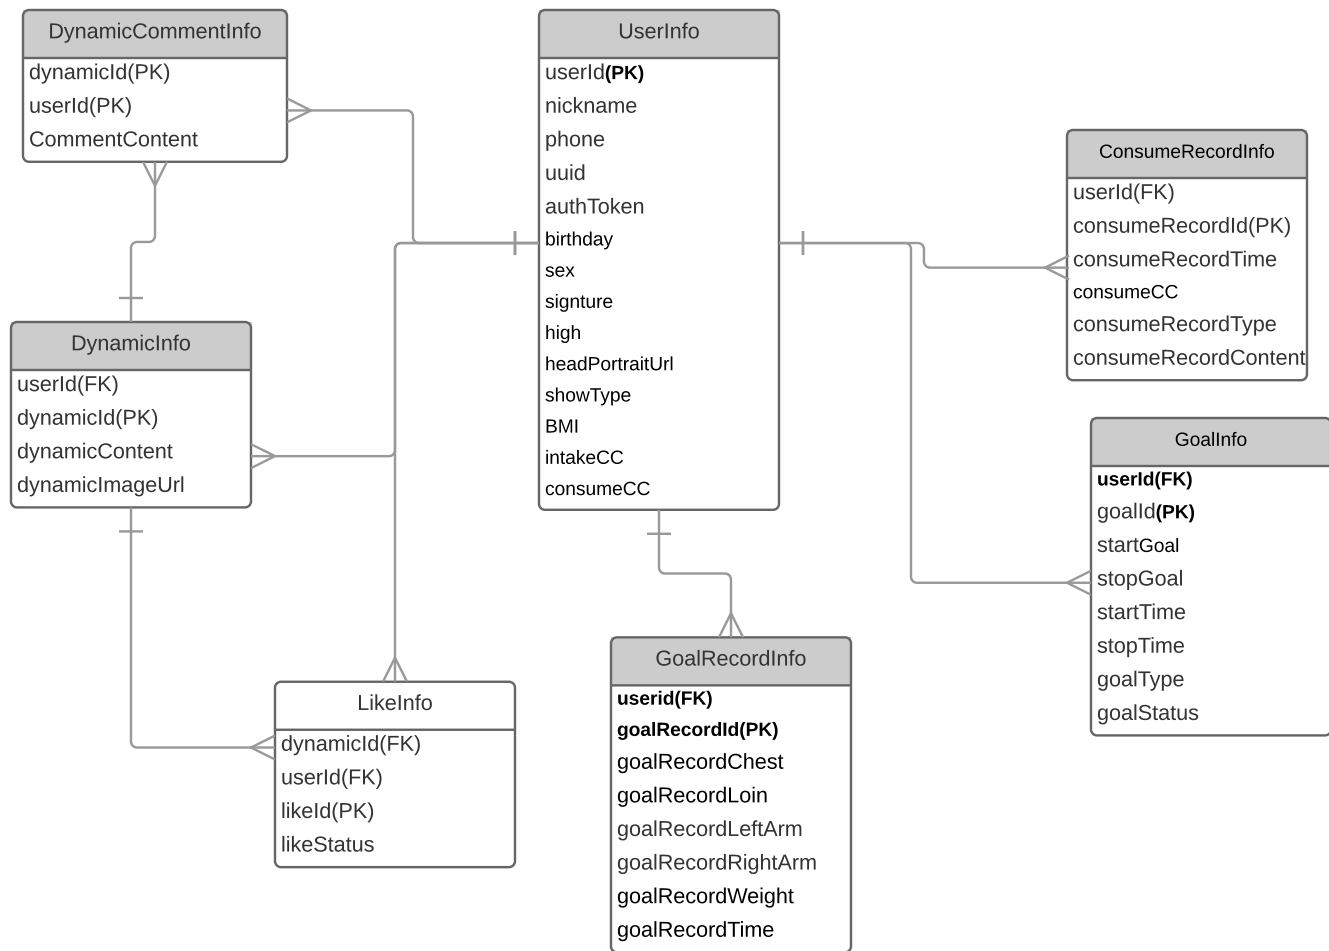 DynamicCommentInfo
dynamicId(PK)
userId(PK)
CommentContent
UserInfo
userId(PK)
nickname
phone
uuid
authToken
birthday
sex
signture
high
headPortraitUrl
showType
BMI
intakeCC
consumeCC
ConsumeRecordInfo
userId(FK)
consumeRecordId(PK)
consumeRecordTime
consumeCC
consumeRecordType
consumeRecordContent
DynamicInfo
userId(FK)
dynamicId(PK)
dynamicContent
dynamicImageUrl
GoalInfo
userId(FK)
goalId(PK)
startGoal
stopGoal
startTime
stopTime
goalType
goalStatus
LikeInfo
dynamicId(FK)
userId(FK)
likeId(PK)
likeStatus
GoalRecordInfo
userid(FK)
goalRecordId(PK)
goalRecordChest
goalRecordLoin
goalRecordLeftArm
goalRecordRightArm
goalRecordWeight
goalRecordTime